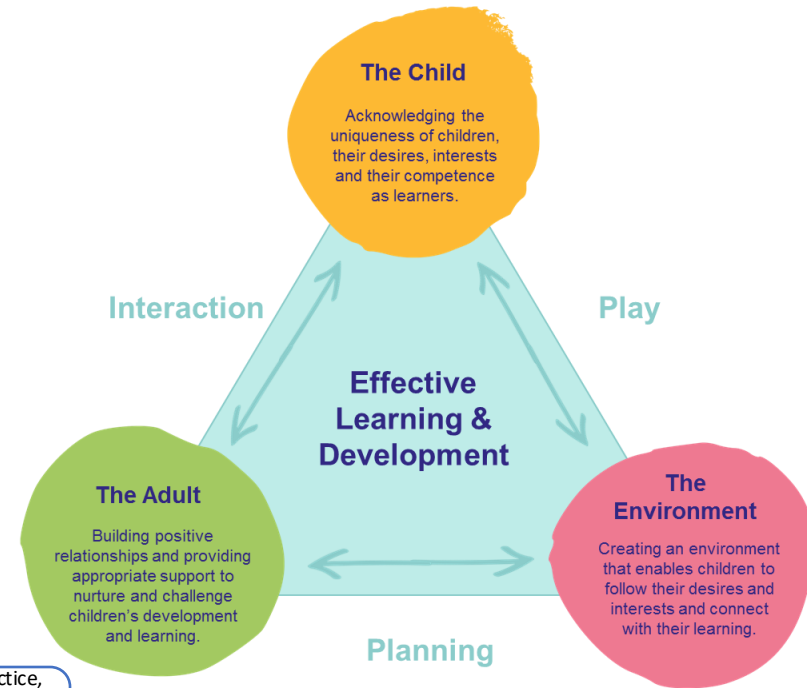 The Child
Acknowledging the
uniqueness of children,
their desires, interests
and their competence
as learners.
Interaction
Play
Effective
Learning &
Development
The Adult
Building positive
relationships and providing
appropriate support to
nurture and challenge
children's development
and learning.
The
Environment
Creating an environment
that enables children to
follow their desires and
interests and connect
with their learning.
Planning